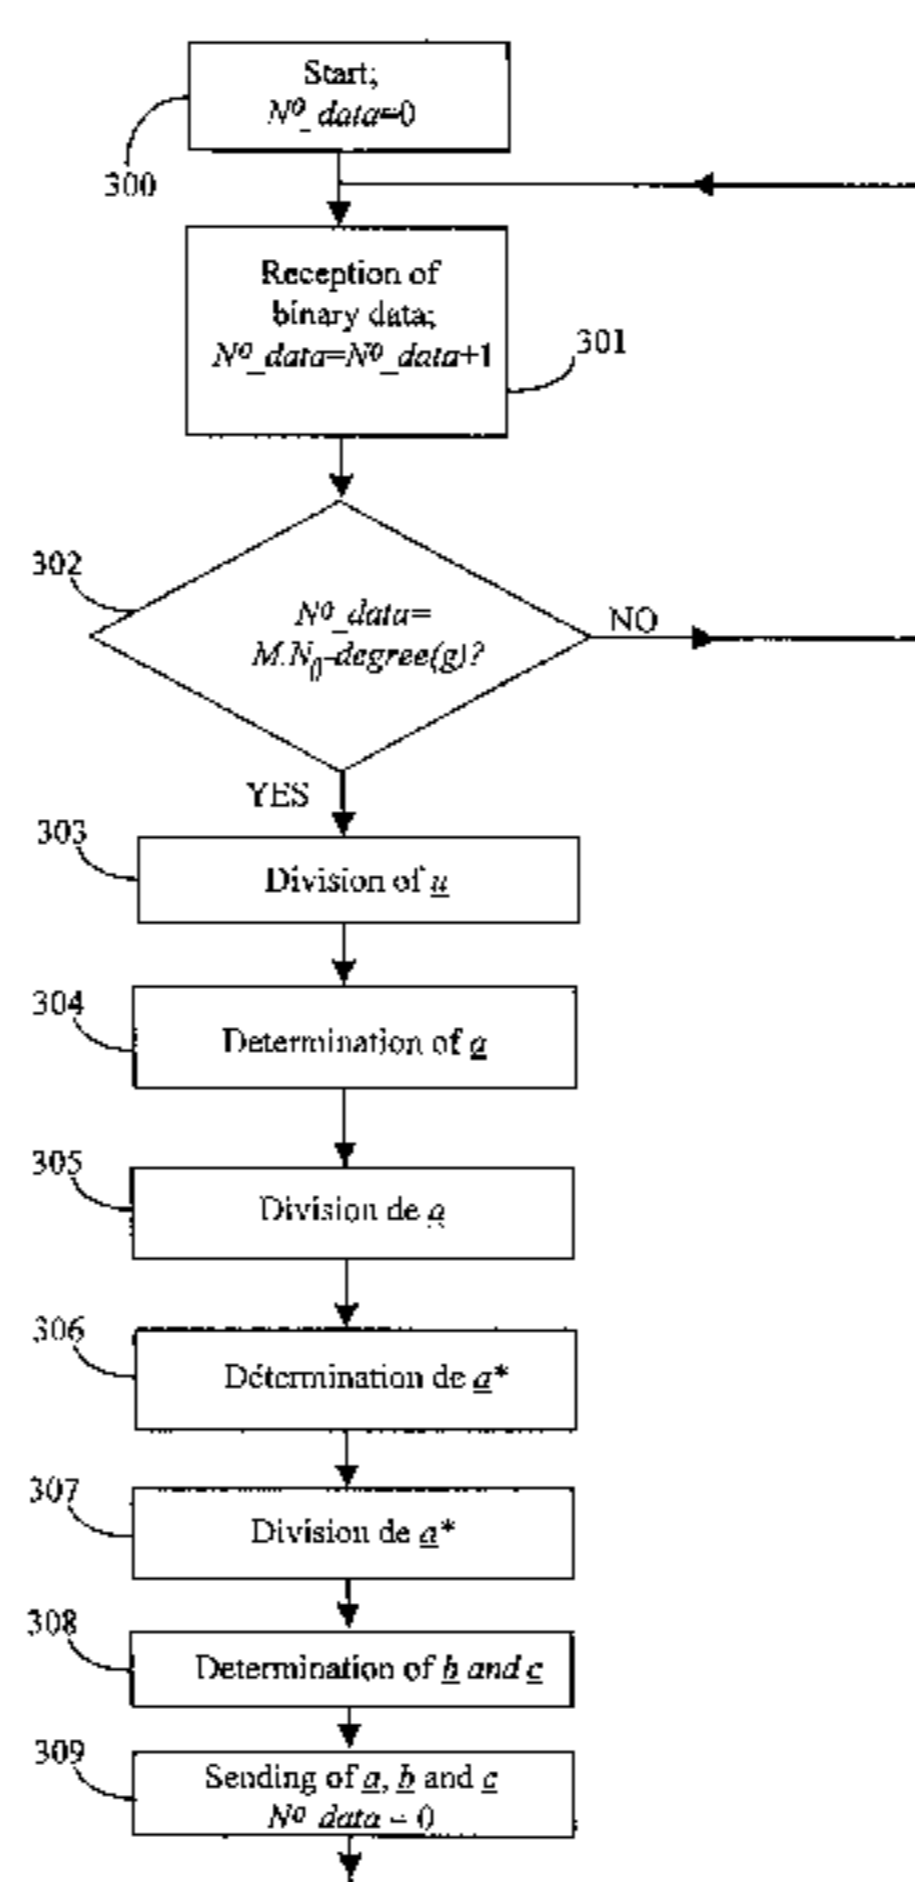 Start;
Nº_data=0
300
Reception of
binary data;
Nº_data=Nº_data+1
301
302
Nº_data=
M.N₀-degree(g)?
NO
YES
303
Division of u
304
Determination of a
305
Division de a
306
Détermination de a*
307
Division de a*
308
Determination of b and c
309
Sending of a, b and c
Nº_data = 0